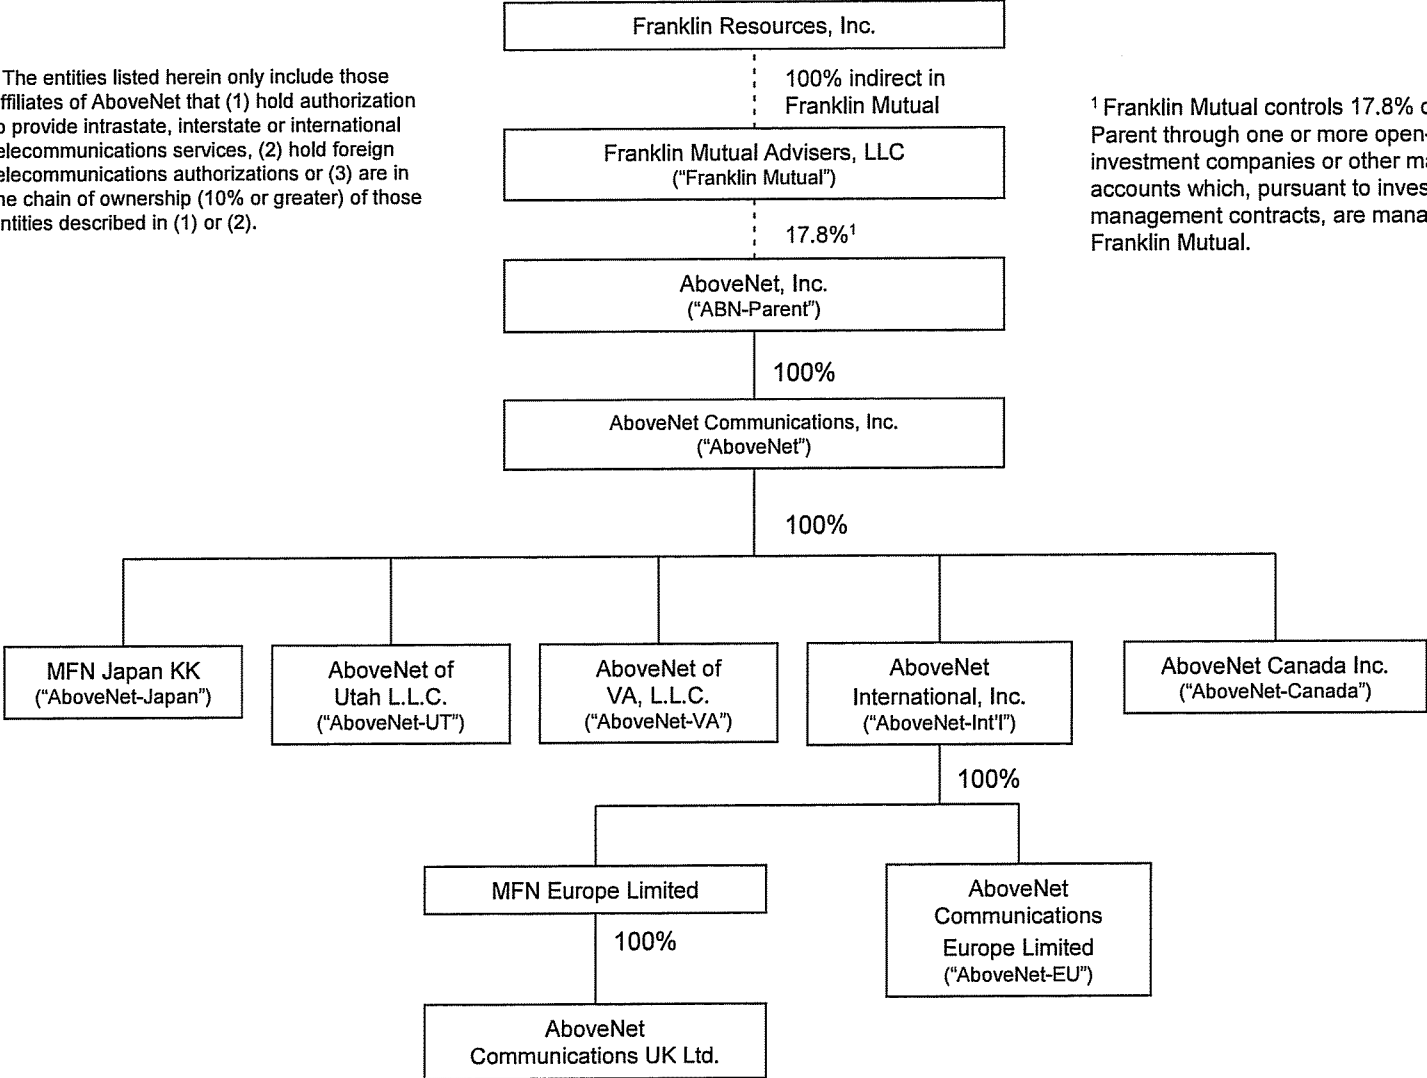 Franklin Resources, Inc.
The entities listed herein only include those
ffiliates of AboveNet that (1) hold authorization
o provide intrastate, interstate or international
elecommunications services, (2) hold foreign
elecommunications authorizations or (3) are in
he chain of ownership (10% or greater) of those
ntities described in (1) or (2).
100% indirect in
Franklin Mutual
¹ Franklin Mutual controls 17.8% o
Parent through one or more open-
investment companies or other ma
accounts which, pursuant to inves
management contracts, are mana
Franklin Mutual.
Franklin Mutual Advisers, LLC
(“Franklin Mutual”)
17.8%¹
AboveNet, Inc.
(“ABN-Parent”)
100%
AboveNet Communications, Inc.
(“AboveNet”)
100%
MFN Japan KK
(“AboveNet-Japan”)
AboveNet of
Utah L.L.C.
(“AboveNet-UT”)
AboveNet of
VA, L.L.C.
(“AboveNet-VA”)
AboveNet
International, Inc.
(“AboveNet-Int'l”)
AboveNet Canada Inc.
(“AboveNet-Canada”)
100%
MFN Europe Limited
AboveNet
Communications
Europe Limited
(“AboveNet-EU”)
100%
AboveNet
Communications UK Ltd.